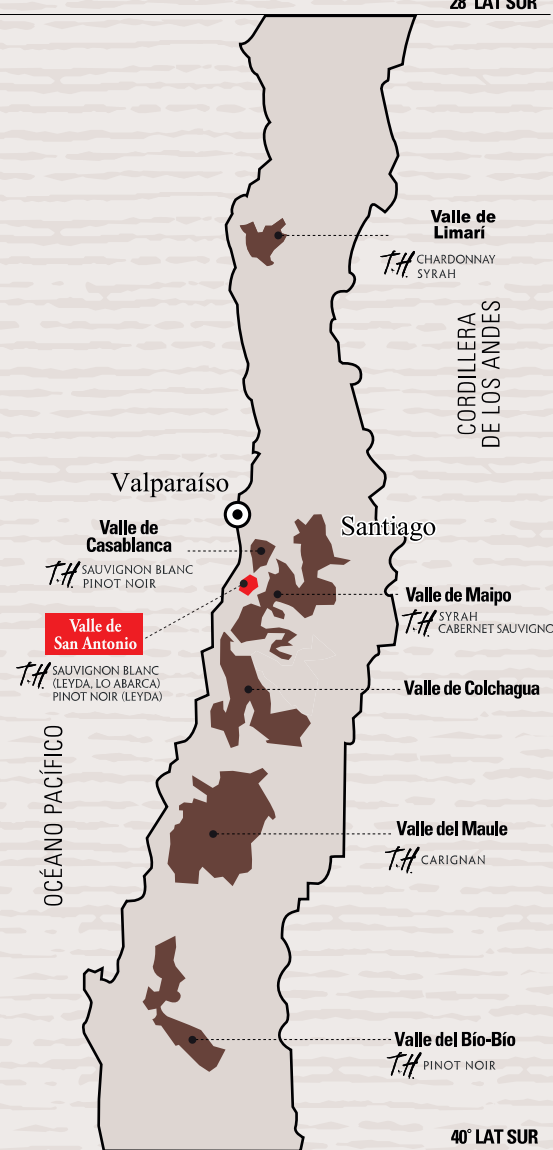 28° LAT SUR
Valle de
Limarí
T.H CHARDONNAY
SYRAH
CORDILLERA
DE LOS ANDES
Valparaíso
Santiago
Valle de
Casablanca
T.H SAUVIGNON BLANC
PINOT NOIR
Valle de Maipo
T.H SYRAH
CABERNET SAUVIGNO
Valle de
San Antonio
T.H SAUVIGNON BLANC
(LEYDA, LO ABARCA)
PINOT NOIR (LEYDA)
Valle de Colchagua
OCÉANO PACÍFICO
Valle del Maule
T.H CARIGNAN
Valle del Bío-Bío
T.H PINOT NOIR
40° LAT SUR